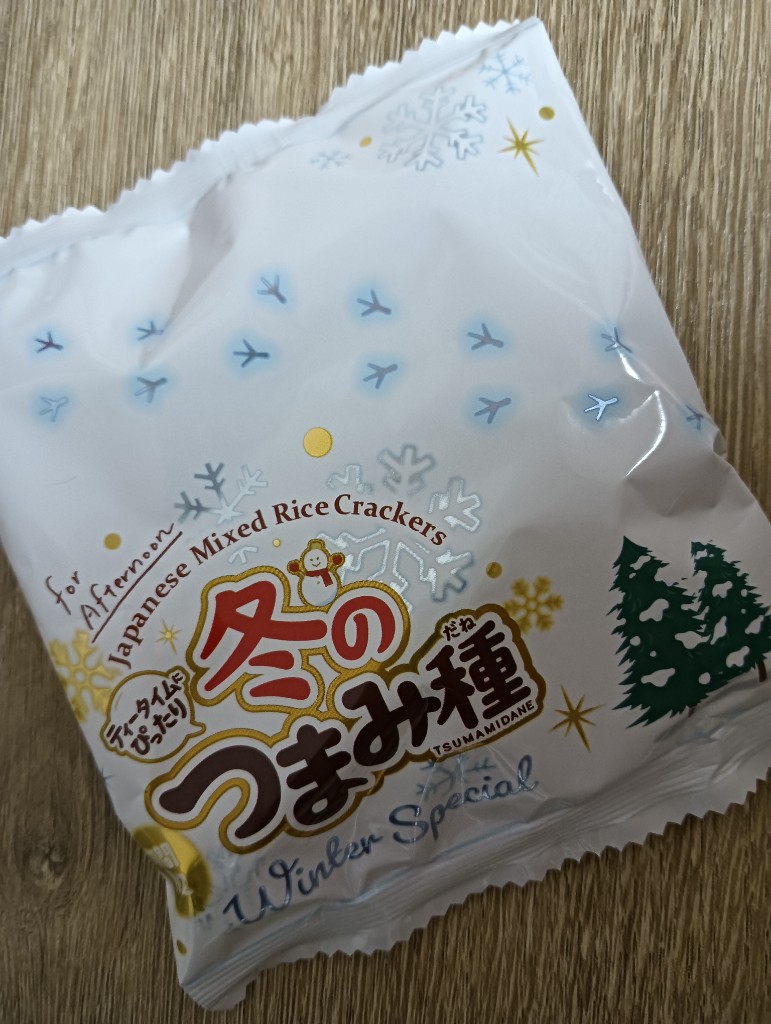 for
Afternoon
Japanese Mixed Rice Crackers
冬の
ティータイムに
ぴったり
だね
つまみ種
TSUMAMIDANE
Winter Special